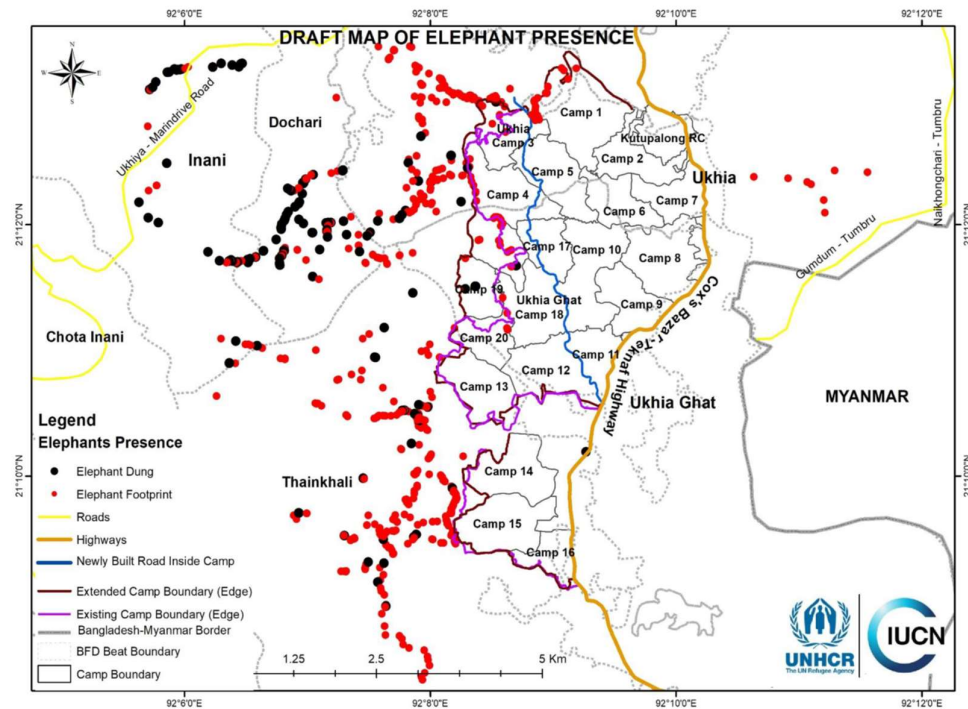 92°6'0"E 92°8'0"E 92°10'0"E 92°12'0"E
DRAFT MAP OF ELEPHANT PRESENCE
N
W E
S
Camp 1
Ukhiya - Marindrive Road
Dochari
Ukhia
Kutupalong RC
Camp 3
Inani
Camp 2
Camp 5
Ukhia
Naikhongchari - Tumbru
Camp 4
Camp 7
Camp 6
21°12'0"N
21°12'0"N
Gumdum - Tumbru
Camp 17
Camp 10
Camp 8
Camp 19
Ukhia Ghat
Camp 9
Camp 18
Cox's Bazar -Teknaf Highway
Chota Inani
Camp 20
Camp 11
Camp 12
Camp 13
MYANMAR
Ukhia Ghat
Legend
Elephants Presence
Elephant Dung
Elephant Footprint
Roads
Highways
Newly Built Road Inside Camp
Extended Camp Boundary (Edge)
Existing Camp Boundary (Edge)
Bangladesh-Myanmar Border
BFD Beat Boundary
Camp Boundary
Camp 14
Thainkhali
21°10'0"N
21°10'0"N
Camp 15
Camp 16
1.25 2.5 5 Km
UNHCR
The UN Refugee Agency
IUCN
92°6'0"E 92°8'0"E 92°10'0"E 92°12'0"E